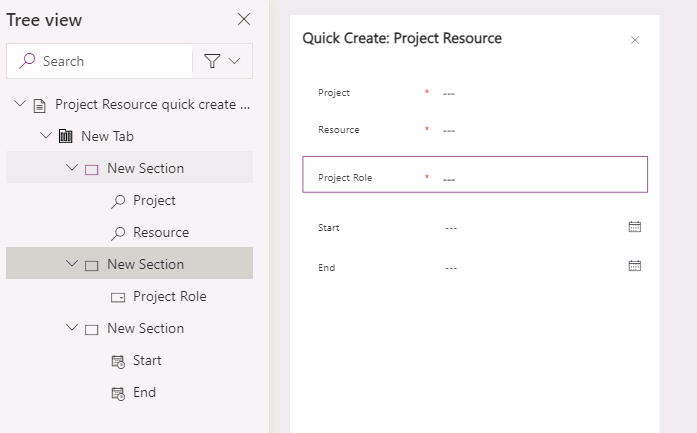 Tree view
Search
Project Resource quick create ...
New Tab
New Section
Project
Resource
New Section
Project Role
New Section
Start
End
Quick Create: Project Resource
Project * ---
Resource * ---
Project Role * ---
Start ---
End ---